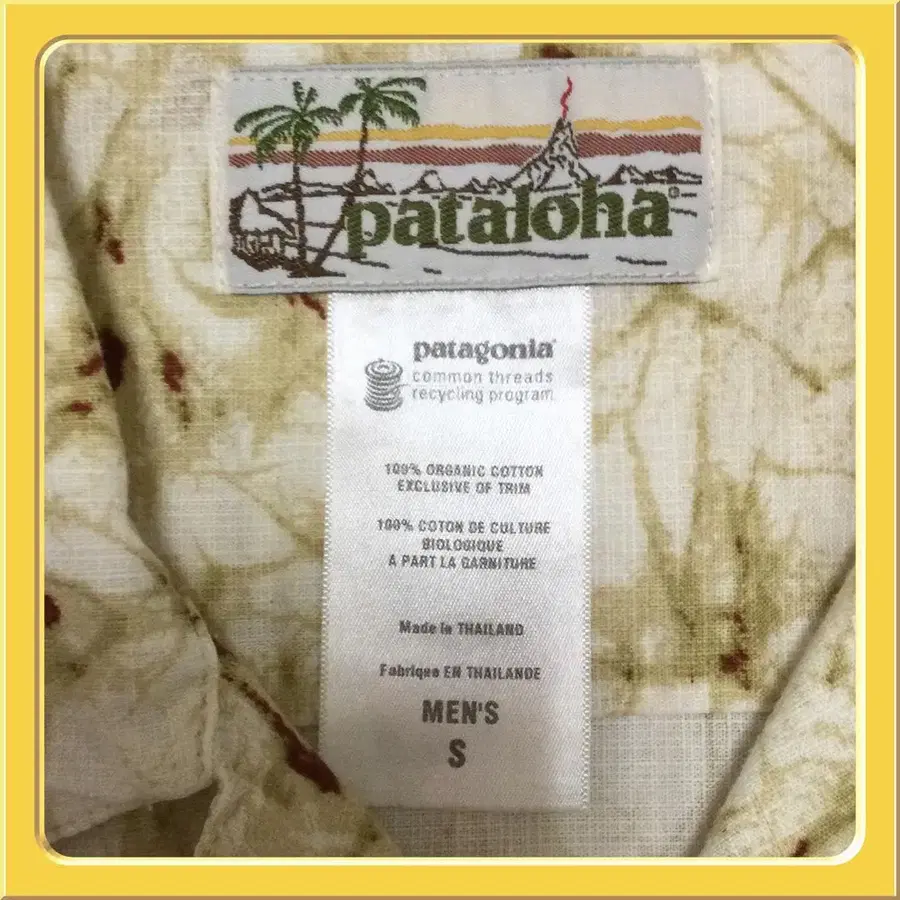 pataloha®
patagonia®
common threads
recycling program
100% ORGANIC COTTON
EXCLUSIVE OF TRIM
100% COTON DE CULTURE
BIOLOGIQUE
A PART LA GARNITURE
Made in THAILAND
Fabrique EN THAILANDE
MEN'S
S